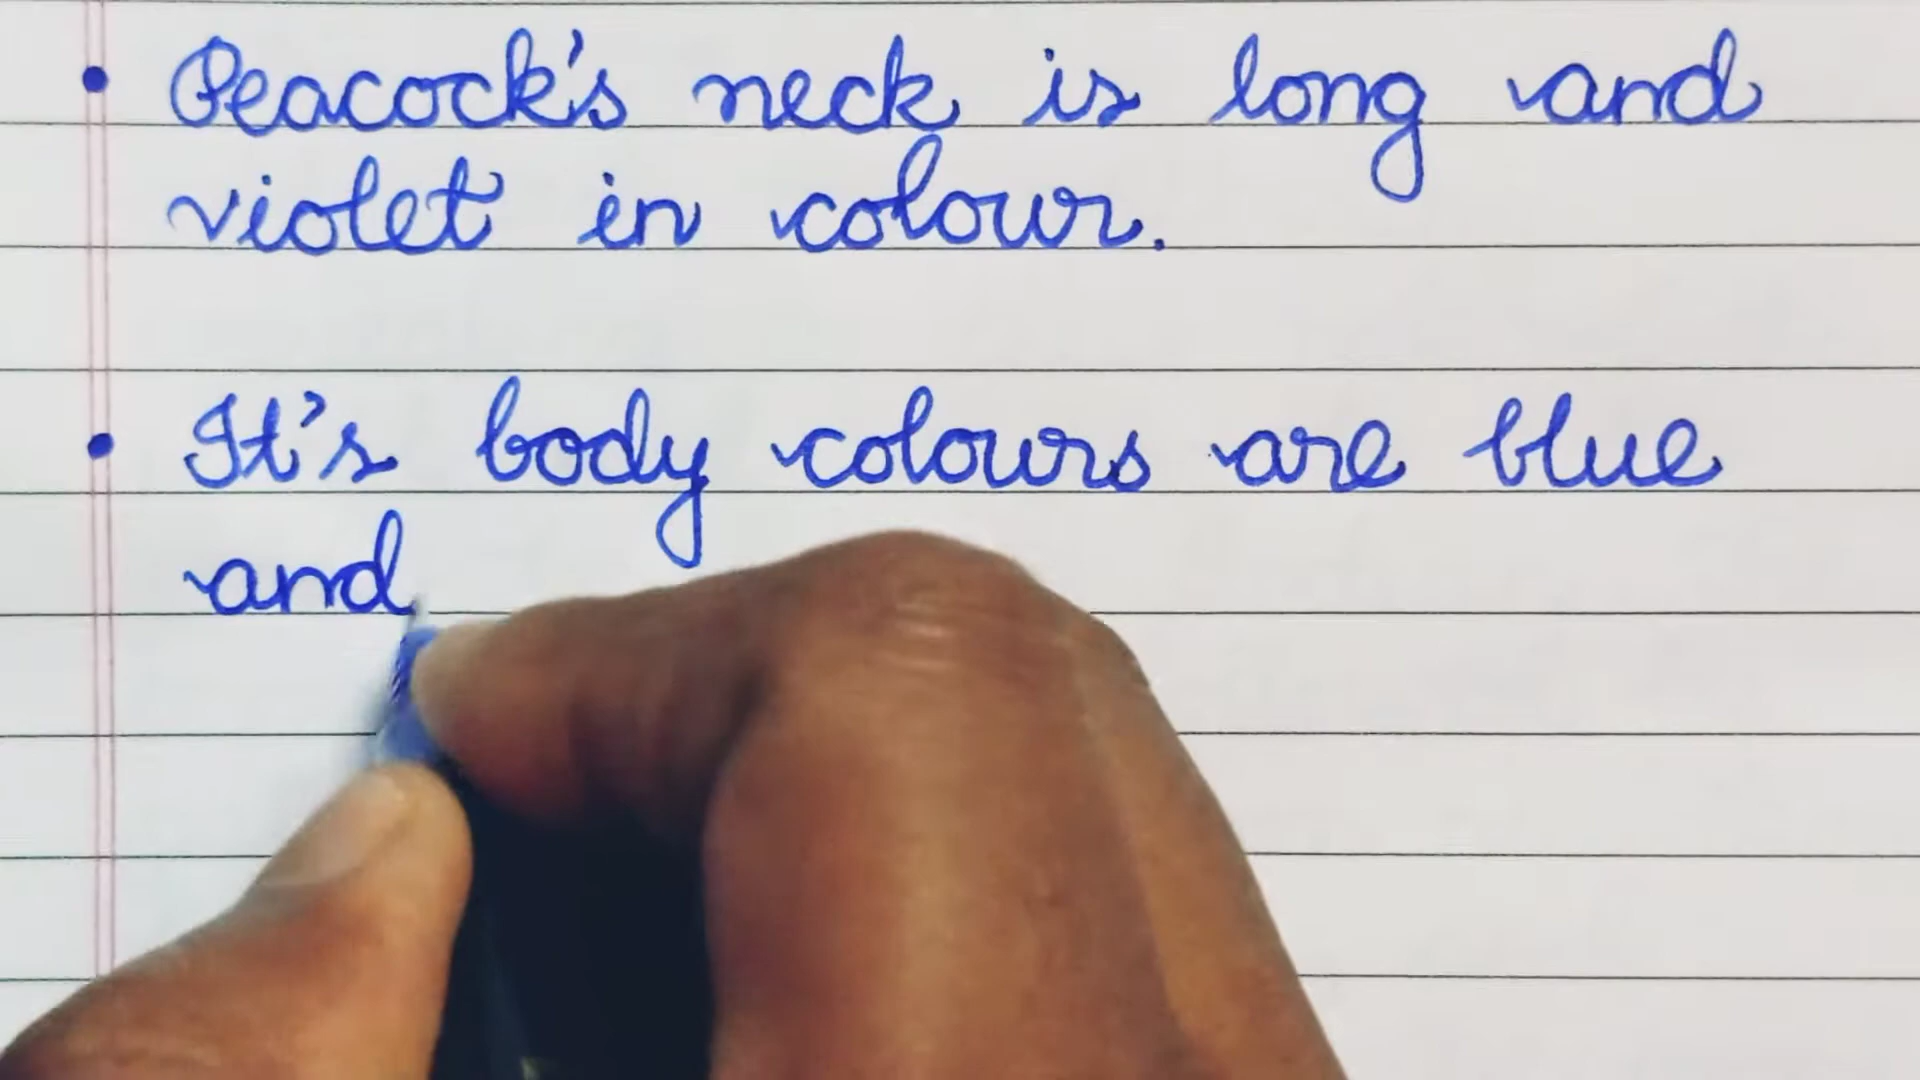 • Peacock's neck is long and
violet in colour.
• It's body colours are blue
and